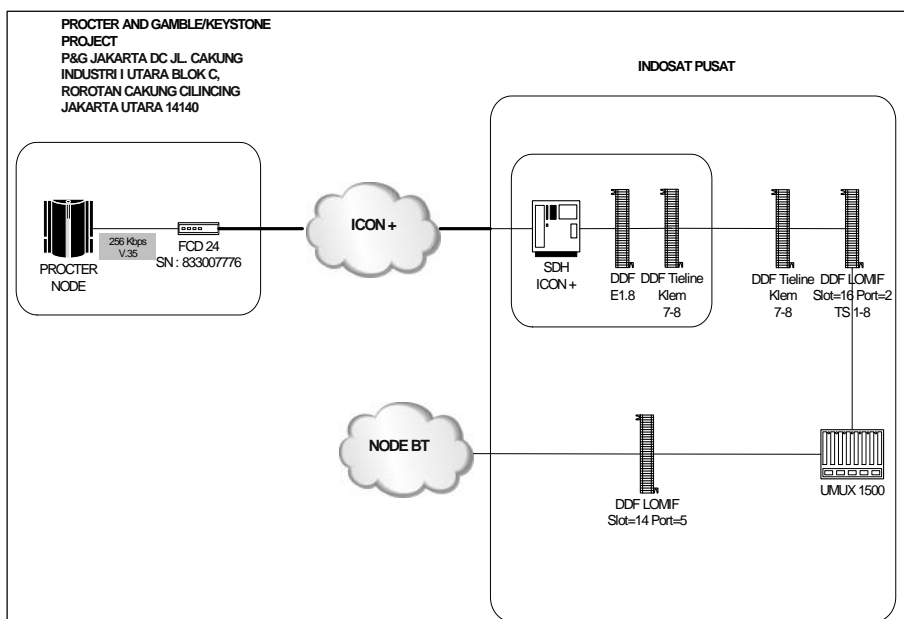 PROCTER AND GAMBLE/KEYSTONE
PROJECT
P&G JAKARTA DC JL. CAKUNG
INDUSTRI I UTARA BLOK C,
ROROTAN CAKUNG CILINCING
JAKARTA UTARA 14140
INDOSAT PUSAT
PROCTER
NODE
256 Kbps
V.35
FCD 24
SN : 833007776
ICON +
SDH
ICON +
DDF
E1.8
DDF Tieline
Klem
7-8
DDF Tieline
Klem
7-8
DDF LOMIF
Slot=16 Port=2
TS 1-8
NODE BT
DDF LOMIF
Slot=14 Port=5
UMUX 1500